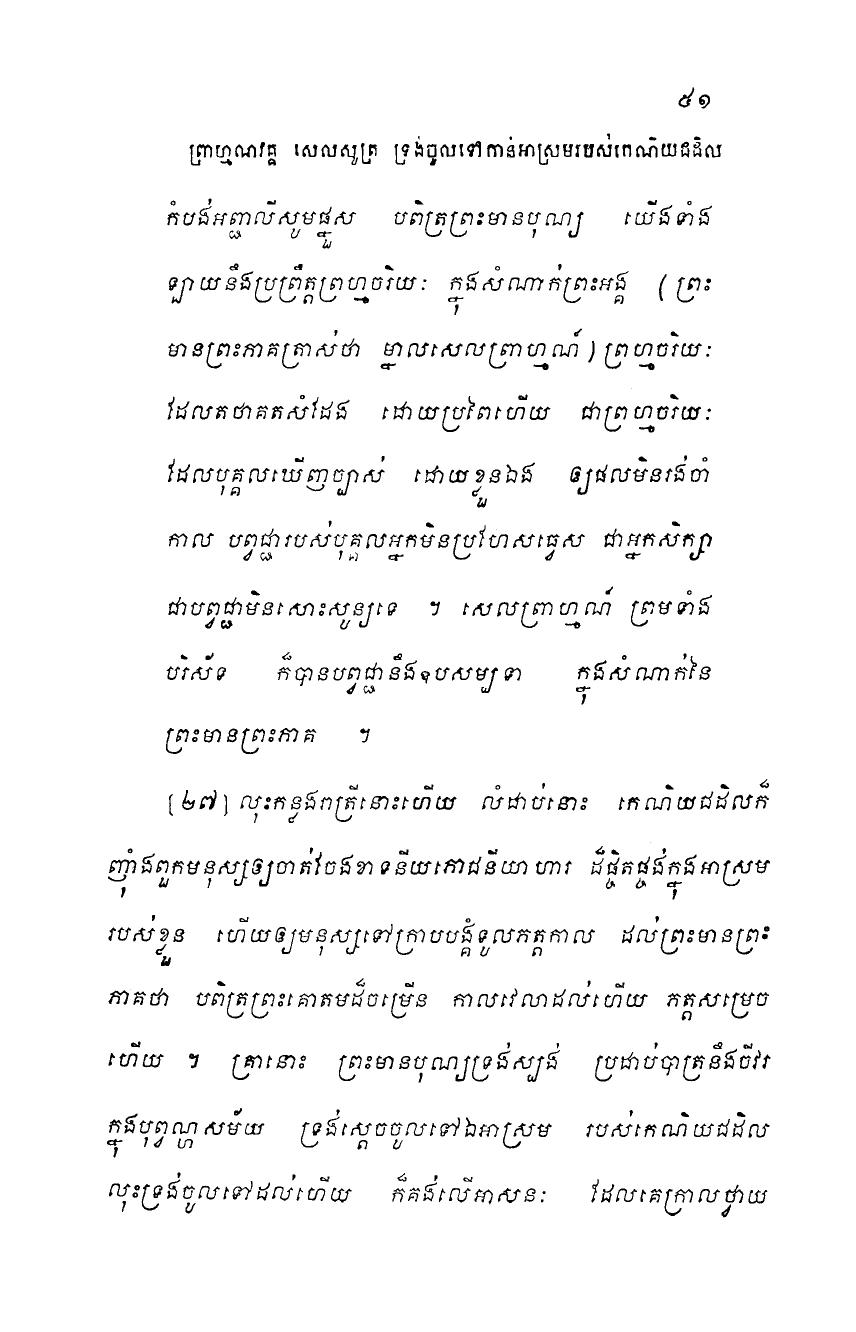 ៥១
ព្រាហ្មណវគ្គ សេលសូត្រ ទ្រង់ចូលទៅកាន់អាស្រមរបស់កេណិយជដិល
កំបង់អញ្ជលីសូមផ្នួស បពិត្រព្រះមានបុណ្យ យើងទាំង
ឡាយនឹងប្រព្រឹត្តព្រហ្មចរិយៈ ក្នុងសំណាក់ព្រះអង្គ (ព្រះ
មានព្រះភាគត្រាស់ថា ម្នាលសេលព្រាហ្មណ៍) ព្រហ្មចរិយៈ
ដែលតថាគតសំដែង ដោយប្រពៃហើយ ជាព្រហ្មចរិយៈ
ដែលបុគ្គលឃើញច្បាស់ ដោយខ្លួនឯង ឲ្យផលមិនរង់ចាំ
កាល បព្វជ្ជារបស់បុគ្គលអ្នកមិនប្រហែសធ្វេស ជាអ្នកសិក្សា
ជាបព្វជ្ជាមិនសោះសូន្យទេ ។ សេលព្រាហ្មណ៍ ព្រមទាំង
បរិស័ទ ក៏បានបព្វជ្ជានឹងឧបសម្បទា ក្នុងសំណាក់នៃ
ព្រះមានព្រះភាគ ។
[២៧] លុះកន្លងរាត្រីនោះហើយ លំដាប់នោះ កេណិយជដិលក៏
ញ៉ាំងពួកមនុស្សឲ្យចាត់ចែងខាទនីយភោជនីយាហារ ដ៏ផ្ចិតផ្ចង់ក្នុងអាស្រម
របស់ខ្លួន ហើយឲ្យមនុស្សទៅក្រាបបង្គំទូលភត្តកាល ដល់ព្រះមានព្រះ
ភាគថា បពិត្រព្រះគោតមដ៏ចម្រើន កាលវេលាដល់ហើយ ភត្តសម្រេច
ហើយ ។ គ្រានោះ ព្រះមានបុណ្យទ្រង់ស្បង់ ប្រដាប់បាត្រនឹងចីវរ
ក្នុងបុព្វណ្ហសម័យ ទ្រង់ស្តេចចូលទៅឯអាស្រម របស់កេណិយជដិល
លុះទ្រង់ចូលទៅដល់ហើយ ក៏គង់លើអាសនៈ ដែលគេក្រាលថ្វាយ